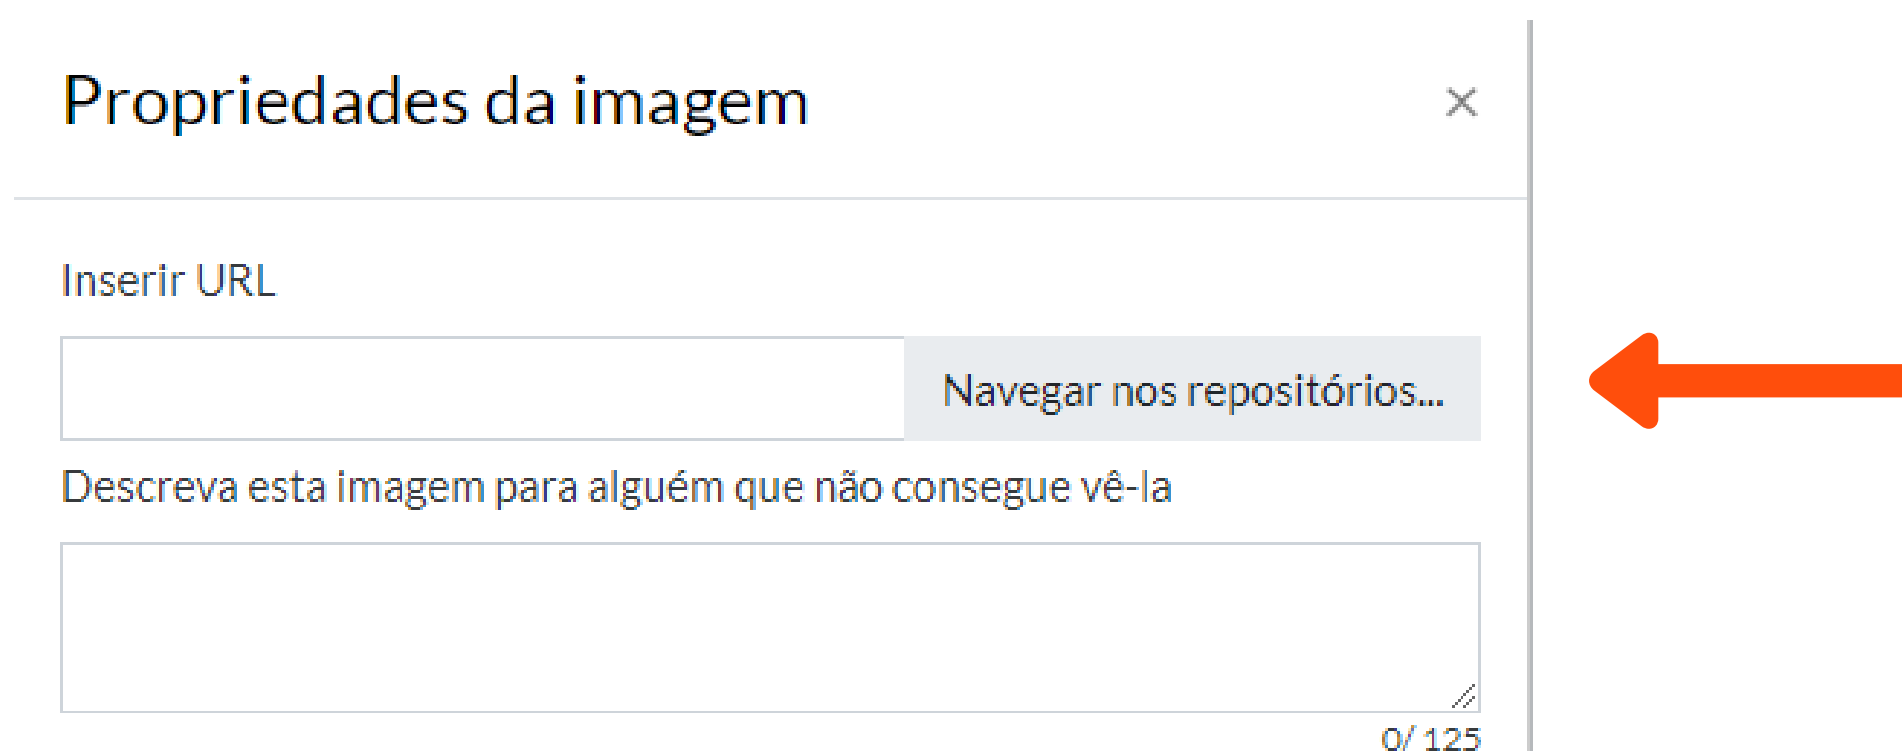 Propriedades da imagem ×
Inserir URL
Navegar nos repositórios...
Descreva esta imagem para alguém que não consegue vê-la
0/ 125